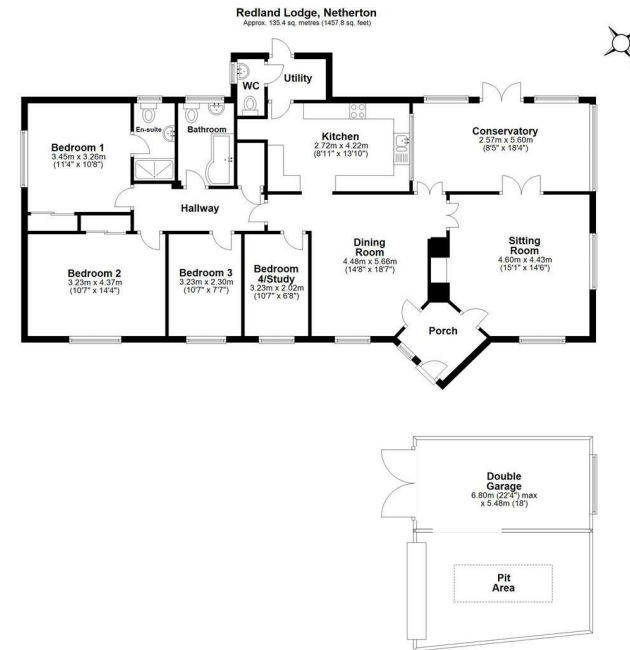 Redland Lodge, Netherton
Approx. 135.4 sq. metres (1457.8 sq. feet)
WC
Utility
En-suite
Bathroom
Kitchen
2.72m x 4.22m
(8'11" x 13'10")
Conservatory
2.57m x 5.60m
(8'5" x 18'4")
Bedroom 1
3.45m x 3.26m
(11'4" x 10'8")
Hallway
Bedroom 2
3.23m x 4.37m
(10'7" x 14'4")
Bedroom 3
3.23m x 2.30m
(10'7" x 7'7")
Bedroom
4/Study
3.23m x 2.02m
(10'7" x 6'8")
Dining
Room
4.48m x 5.66m
(14'8" x 18'7")
Sitting
Room
4.60m x 4.43m
(15'1" x 14'6")
Porch
Double
Garage
6.80m (22'4") max
x 5.48m (18')
Pit
Area